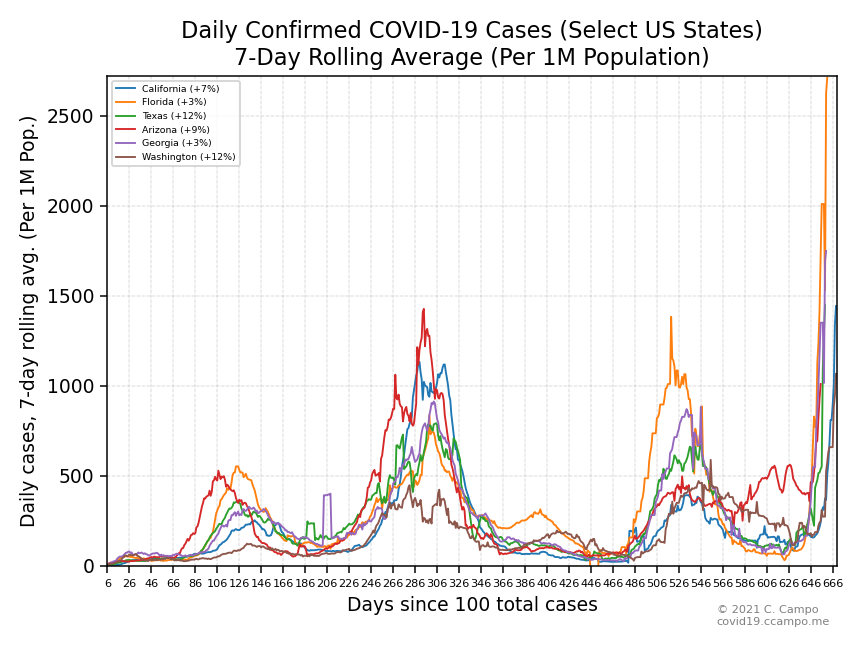 Daily Confirmed COVID-19 Cases (Select US States)
7-Day Rolling Average (Per 1M Population)
Daily cases, 7-day rolling avg. (Per 1M Pop.)
2500
2000
1500
1000
500
0
California (+7%)
Florida (+3%)
Texas (+12%)
Arizona (+9%)
Georgia (+3%)
Washington (+12%)
6 26 46 66 86 106 126 146 166 186 206 226 246 266 286 306 326 346 366 386 406 426 446 466 486 506 526 546 566 586 606 626 646 666
Days since 100 total cases
© 2021 C. Campo
covid19.ccampo.me